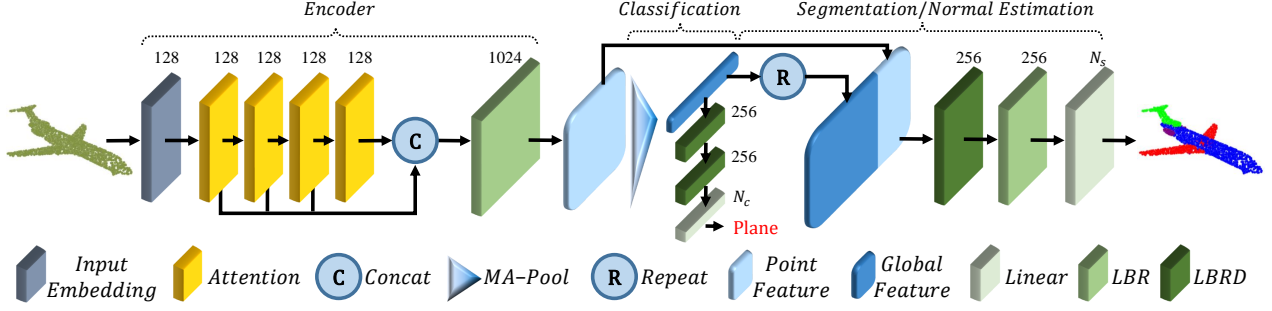 Encoder
Classification
Segmentation/Normal Estimation
128
128
128
128
128
1024
256
256
N_s
C
R
256
256
N_c
Plane
Input
Embedding
Attention
C
Concat
MA-Pool
R
Repeat
Point
Feature
Global
Feature
Linear
LBR
LBRD